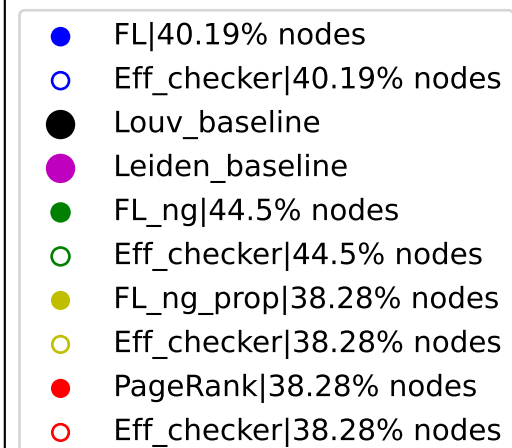 FL|40.19% nodes
Eff_checker|40.19% nodes
Louv_baseline
Leiden_baseline
FL_ng|44.5% nodes
Eff_checker|44.5% nodes
FL_ng_prop|38.28% nodes
Eff_checker|38.28% nodes
PageRank|38.28% nodes
Eff_checker|38.28% nodes